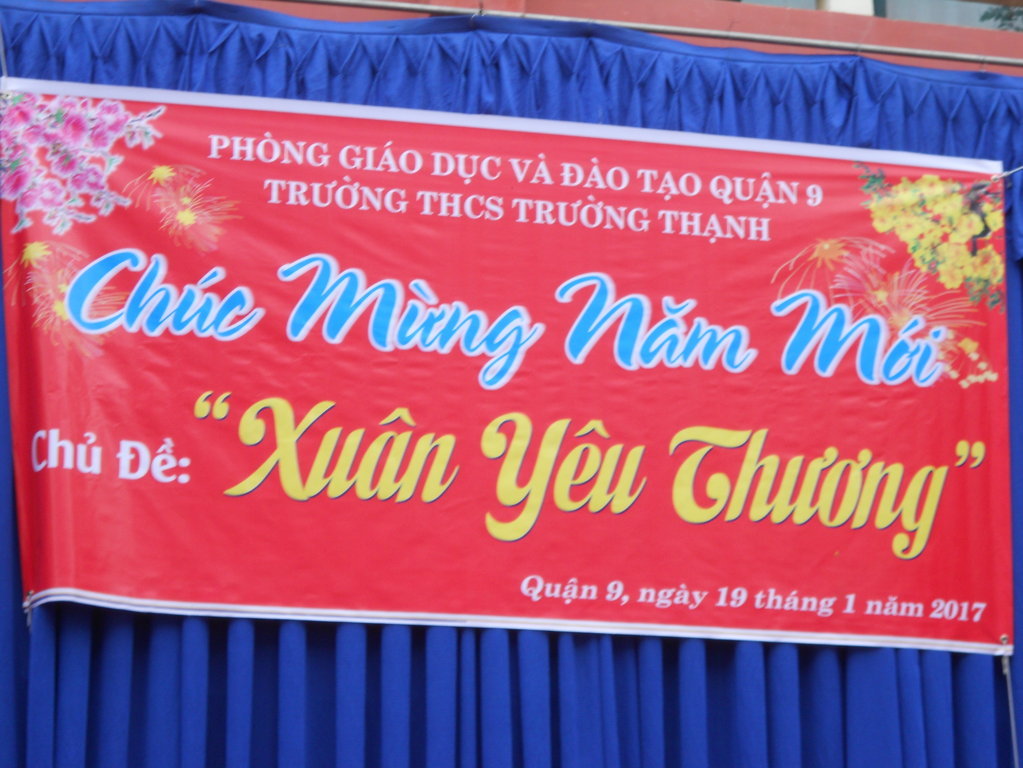 PHÒNG GIÁO DỤC VÀ ĐÀO TẠO QUẬN 9
TRƯỜNG THCS TRƯỜNG THẠNH
Chúc Mừng Năm Mới
Chủ Đề: “Xuân Yêu Thương”
Quận 9, ngày 19 tháng 1 năm 2017